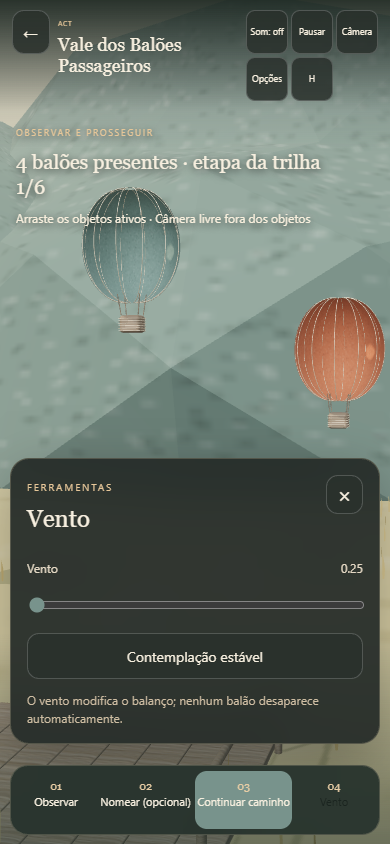 ←
ACT
Vale dos Balões
Passageiros
Som: off
Pausar
Câmera
Opções
H
OBSERVAR E PROSSEGUIR
4 balões presentes · etapa da trilha
1/6
Arraste os objetos ativos · Câmera livre fora dos objetos
FERRAMENTAS
×
Vento
Vento
0.25
Contemplação estável
O vento modifica o balanço; nenhum balão desaparece
automaticamente.
01
Observar
02
Nomear (opcional)
03
Continuar caminho
04
Vento